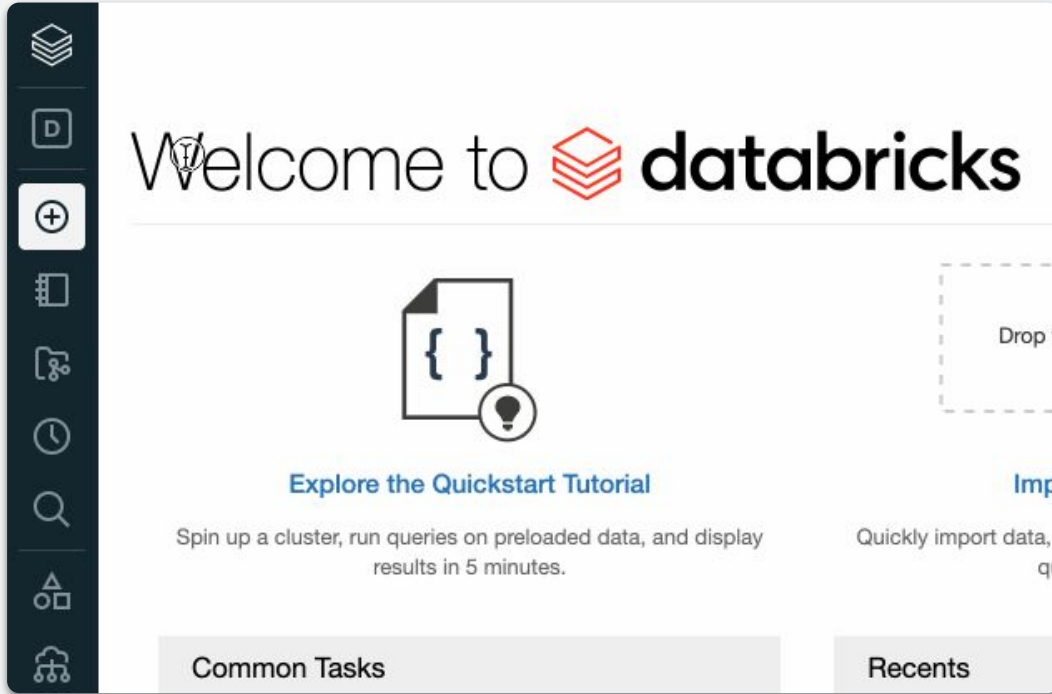 D
Welcome to databricks
{ }
Drop
Explore the Quickstart Tutorial
Imp
Spin up a cluster, run queries on preloaded data, and display
results in 5 minutes.
Quickly import data,
Common Tasks
Recents